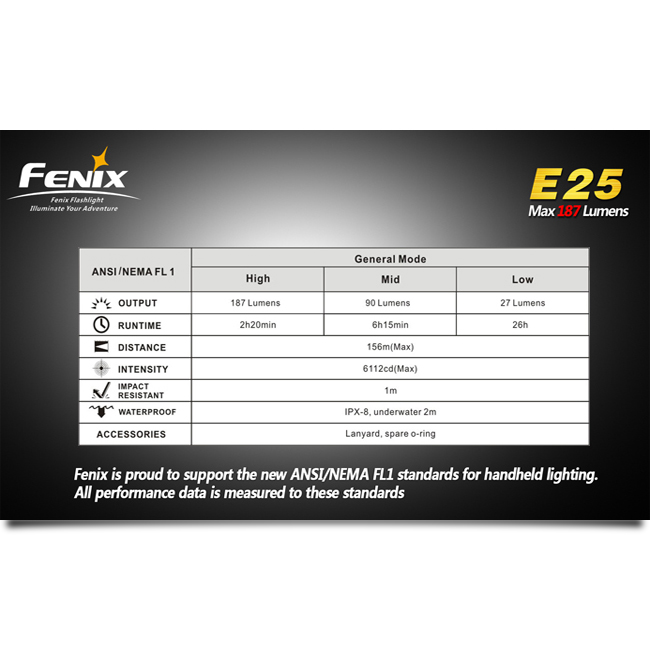 FENIX
Fenix Flashlight
Illuminate Your Adventure
E25
Max 187 Lumens
ANSI/NEMA FL 1
General Mode
High Mid Low
OUTPUT 187 Lumens 90 Lumens 27 Lumens
RUNTIME 2h20min 6h15min 26h
DISTANCE 156m(Max)
INTENSITY 6112cd(Max)
IMPACT
RESISTANT
1m
WATERPROOF IPX-8, underwater 2m
ACCESSORIES Lanyard, spare o-ring
Fenix is proud to support the new ANSI/NEMA FL1 standards for handheld lighting.
All performance data is measured to these standards